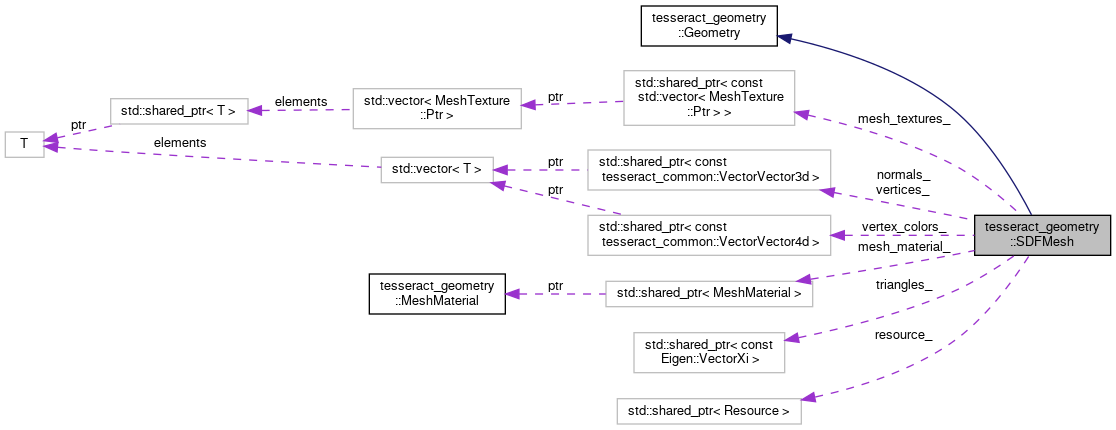 tesseract_geometry
::Geometry
std::shared_ptr< const
std::vector< MeshTexture
::Ptr > >
ptr
std::vector< MeshTexture
::Ptr >
elements
std::shared_ptr< T >
ptr
T
elements
std::vector< T >
ptr
ptr
std::shared_ptr< const
tesseract_common::VectorVector3d >
std::shared_ptr< const
tesseract_common::VectorVector4d >
mesh_textures_
normals_
vertices_
vertex_colors_
mesh_material_
triangles_
resource_
tesseract_geometry
::SDFMesh
tesseract_geometry
::MeshMaterial
ptr
std::shared_ptr< MeshMaterial >
std::shared_ptr< const
Eigen::VectorXi >
std::shared_ptr< Resource >